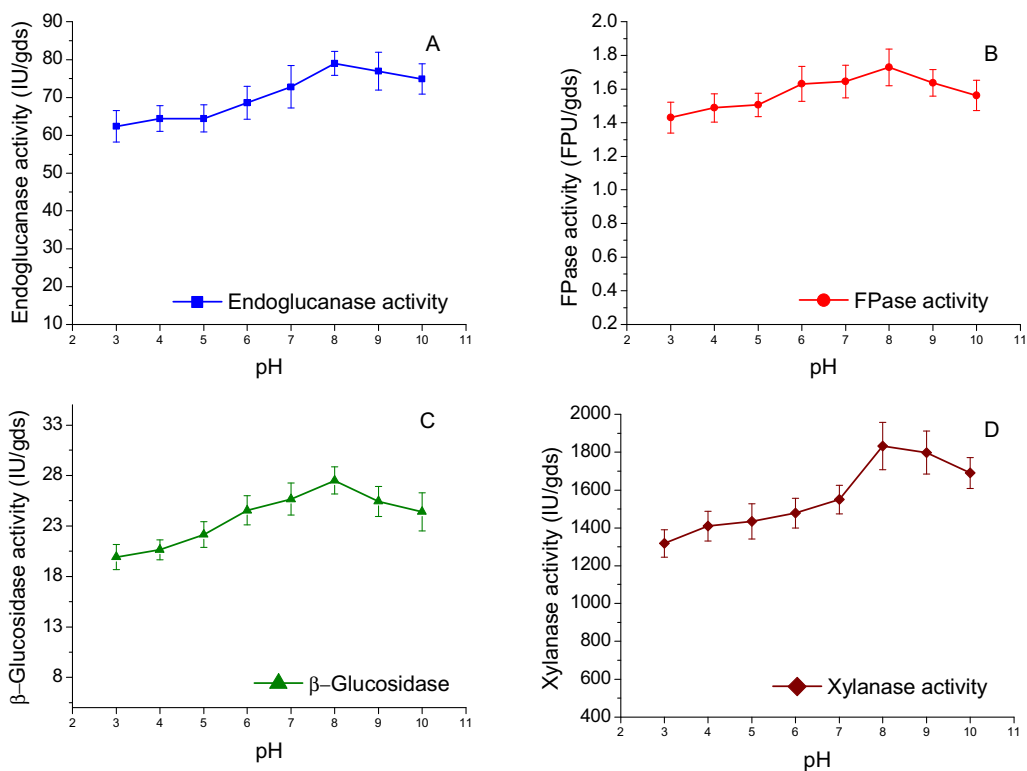 A
Endoglucanase activity (IU/gds)
90
80
70
60
50
40
30
20
10
Endoglucanase activity
2 3 4 5 6 7 8 9 10 11
pH
B
FPase activity (FPU/gds)
2.0
1.8
1.6
1.4
1.2
1.0
0.8
0.6
0.4
0.2
FPase activity
2 3 4 5 6 7 8 9 10 11
pH
C
β–Glucosidase activity (IU/gds)
33
28
23
18
13
8
β–Glucosidase
2 3 4 5 6 7 8 9 10 11
pH
D
Xylanase activity (IU/gds)
2000
1800
1600
1400
1200
1000
800
600
400
Xylanase activity
2 3 4 5 6 7 8 9 10 11
pH